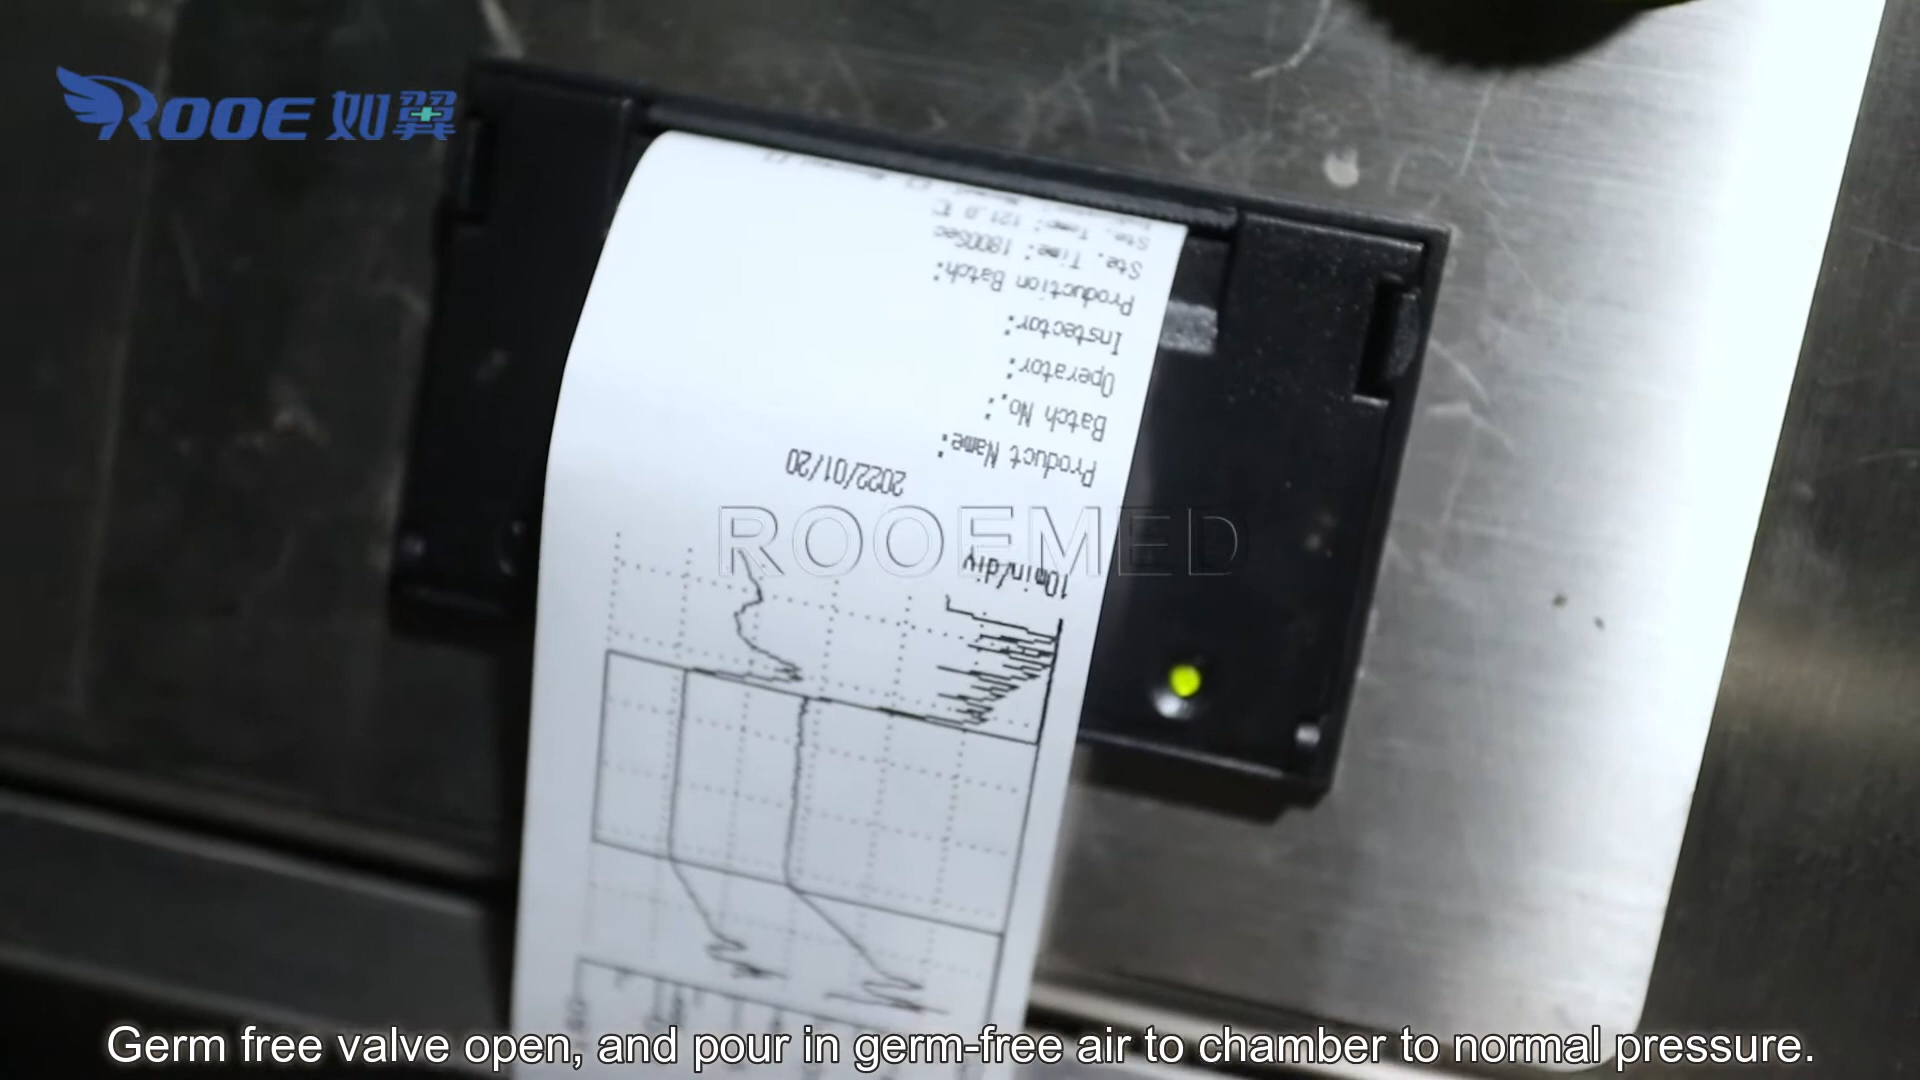 ROOE 如翼
Ste. Temp: 121.0 ℃
Ste. Time: 1800Sec
Production Batch:
Instector:
Operator:
Batch No.:
Product Name:
2022/01/20
10min/div
ROOEMED
Germ free valve open, and pour in germ-free air to chamber to normal pressure.